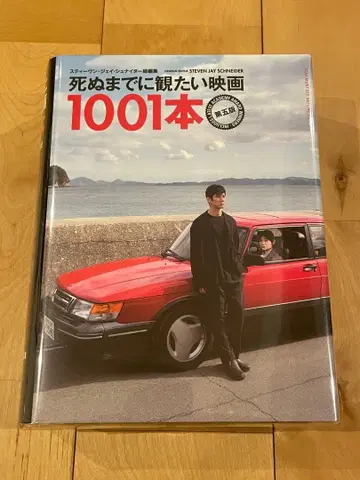 スティーヴン・ジェイ・シュナイダー総編集
GENERAL EDITOR STEVEN JAY SCHNEIDER
死ぬまでに観たい映画
1001本
第五版